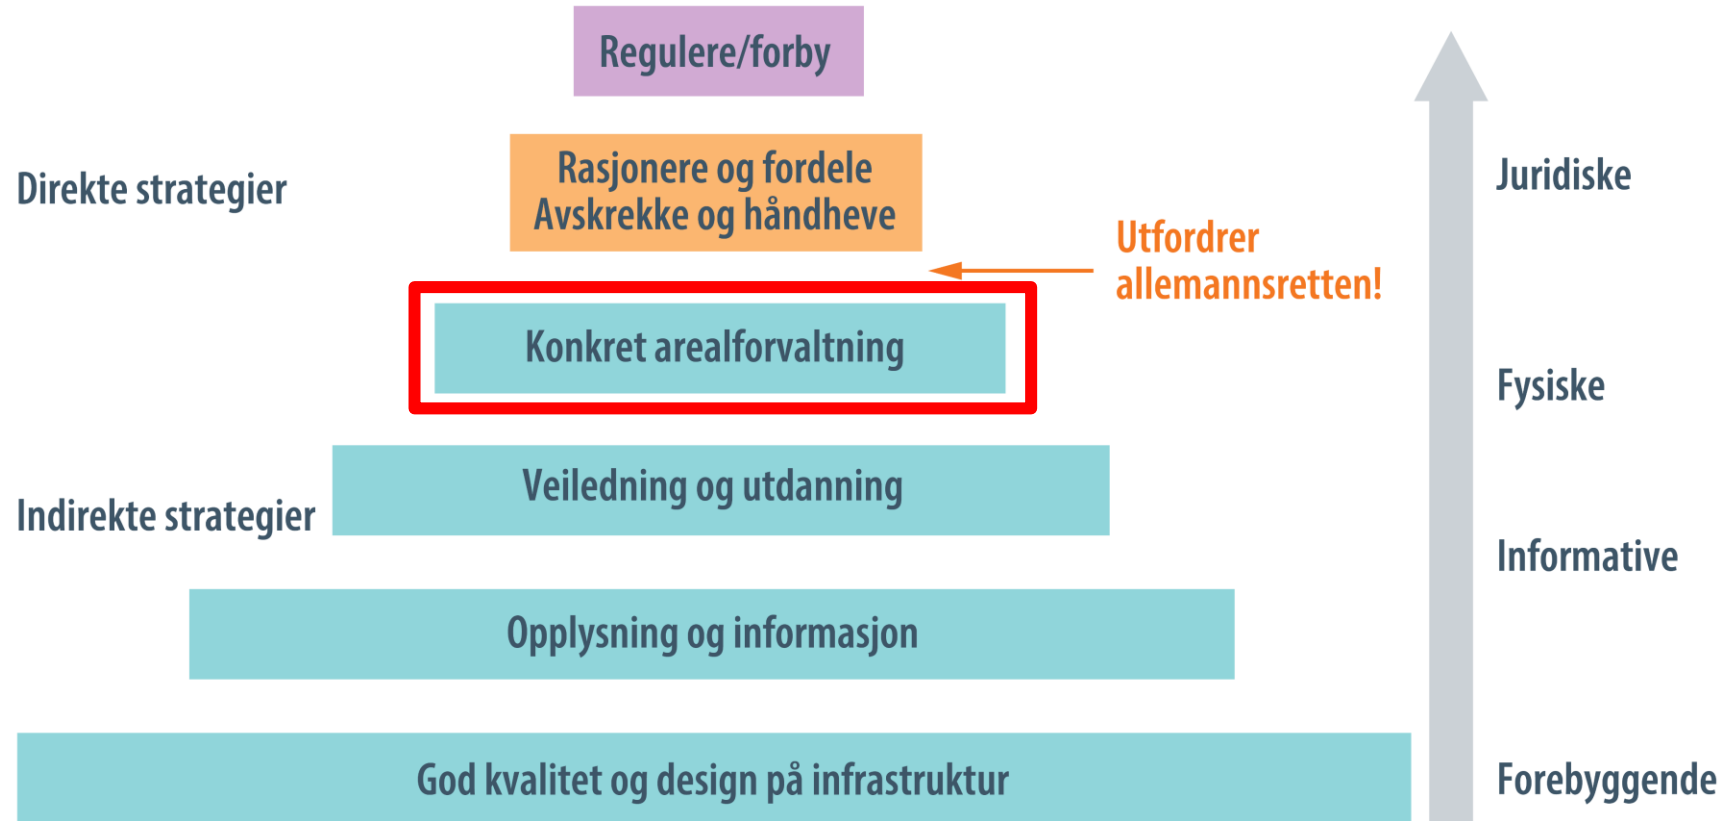 Regulere/forby
Direkte strategier
Rasjonere og fordele
Avskrekke og håndheve
Juridiske
Utfordrer
allemannsretten!
Konkret arealforvaltning
Fysiske
Indirekte strategier
Veiledning og utdanning
Informative
Opplysning og informasjon
God kvalitet og design på infrastruktur
Forebyggende